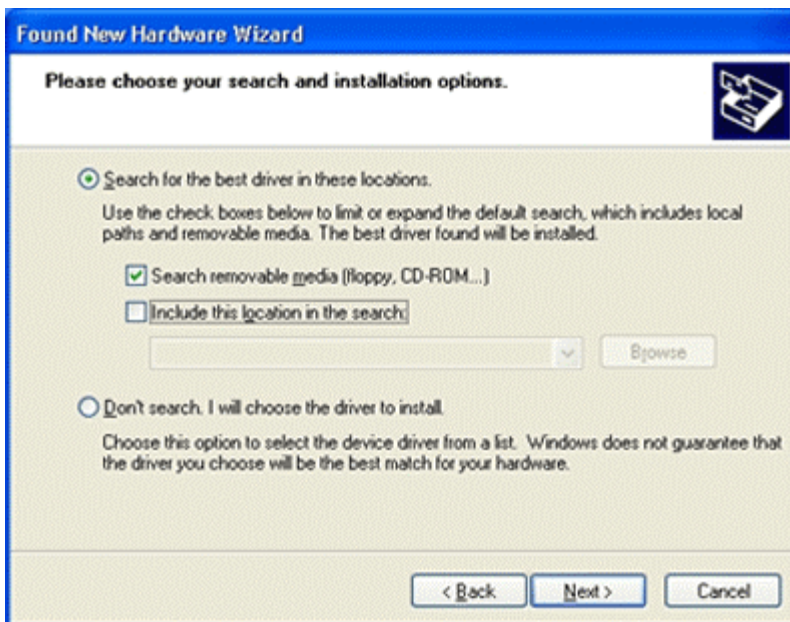 Found New Hardware Wizard
Please choose your search and installation options.
Search for the best driver in these locations.
Use the check boxes below to limit or expand the default search, which includes local
paths and removable media. The best driver found will be installed.
Search removable media (floppy, CD-ROM...)
Include this location in the search:
Browse
Don't search. I will choose the driver to install.
Choose this option to select the device driver from a list. Windows does not guarantee that
the driver you choose will be the best match for your hardware.
< Back Next > Cancel